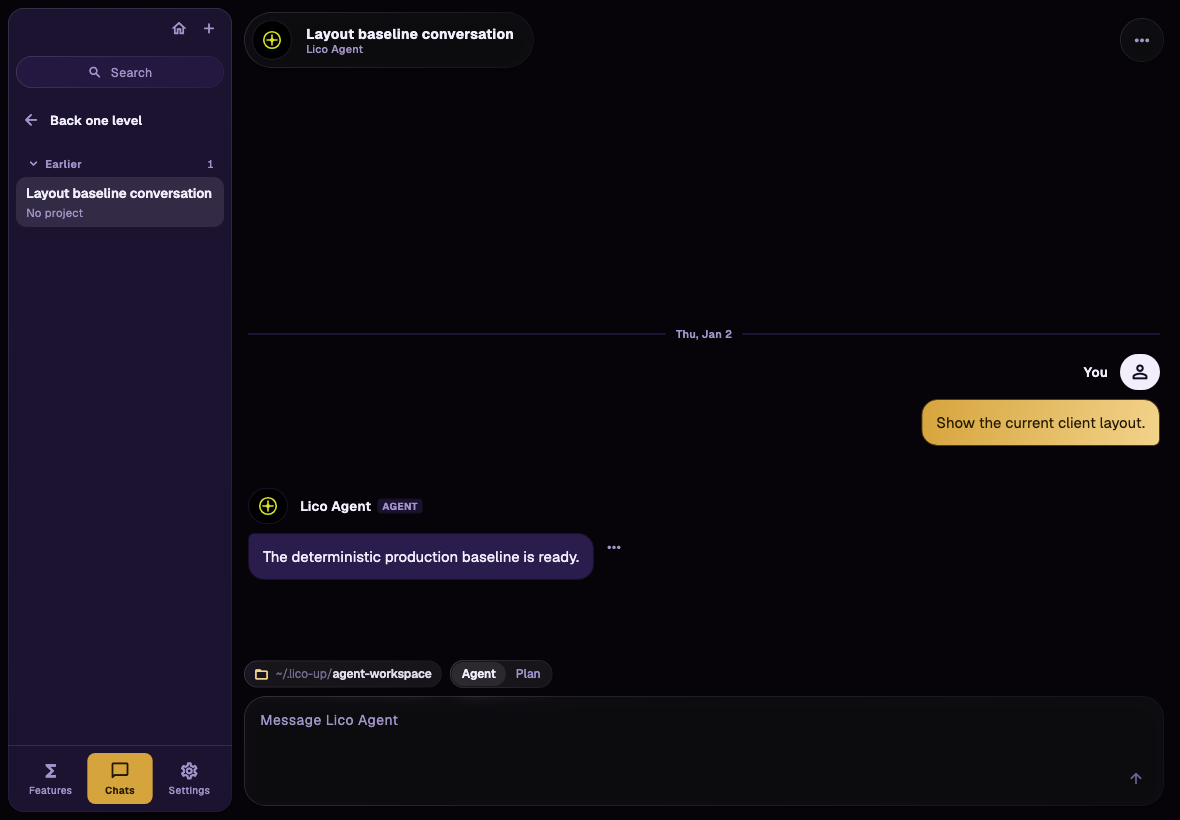 Search
Back one level
Earlier 1
Layout baseline conversation
No project
Features
Chats
Settings
Layout baseline conversation
Lico Agent
Thu, Jan 2
You
Show the current client layout.
Lico Agent AGENT
The deterministic production baseline is ready.
~/.lico-up/agent-workspace
Agent Plan
Message Lico Agent